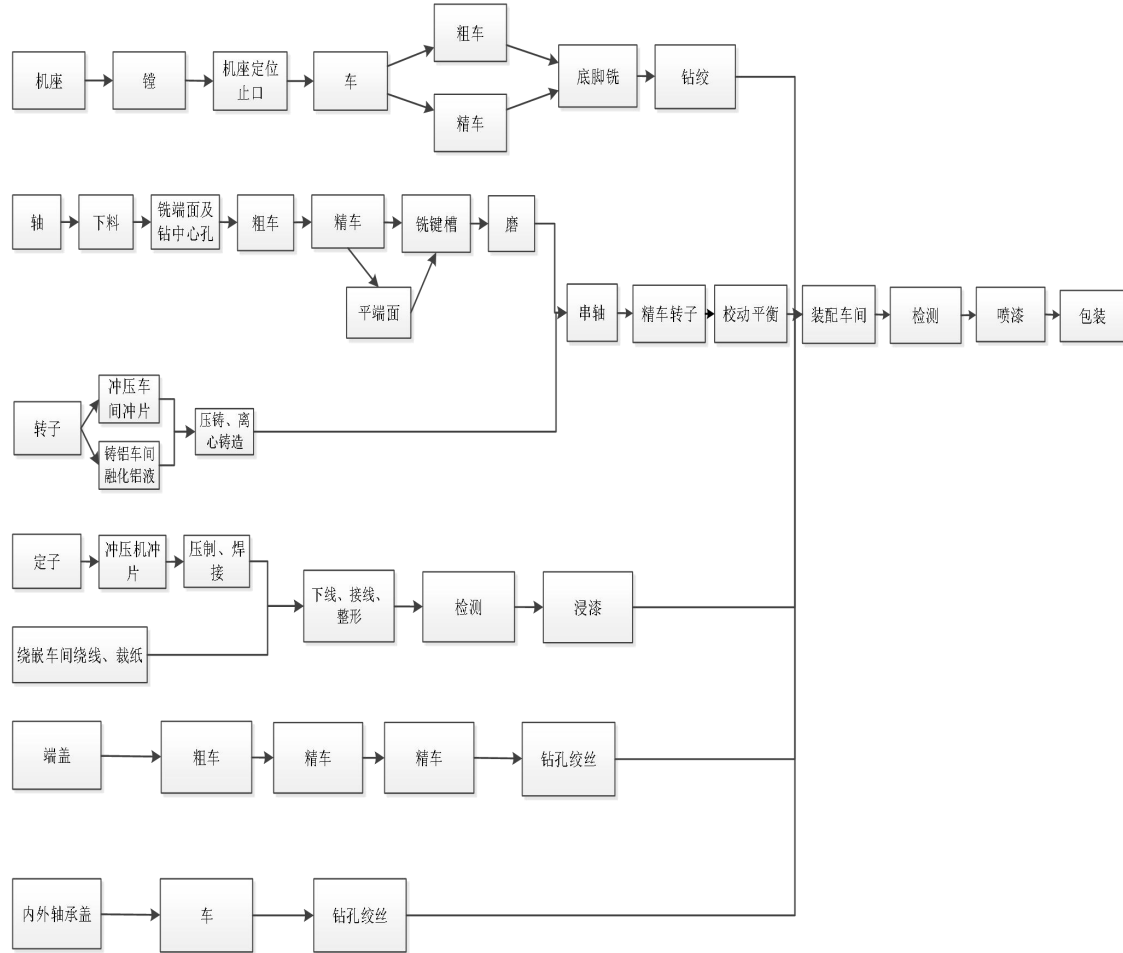 机座
镗
机座定位
止口
车
粗车
精车
底脚铣
钻绞
轴
下料
铣端面及
钻中心孔
粗车
精车
平端面
铣键槽
磨
转子
冲压车
间冲片
铸铝车间
融化铝液
压铸、离
心铸造
串轴
精车转子
校动平衡
装配车间
检测
喷漆
包装
定子
冲压机冲
片
压制、焊
接
绕嵌车间绕线、裁纸
下线、接线、
整形
检测
浸漆
端盖
粗车
精车
精车
钻孔绞丝
内外轴承盖
车
钻孔绞丝